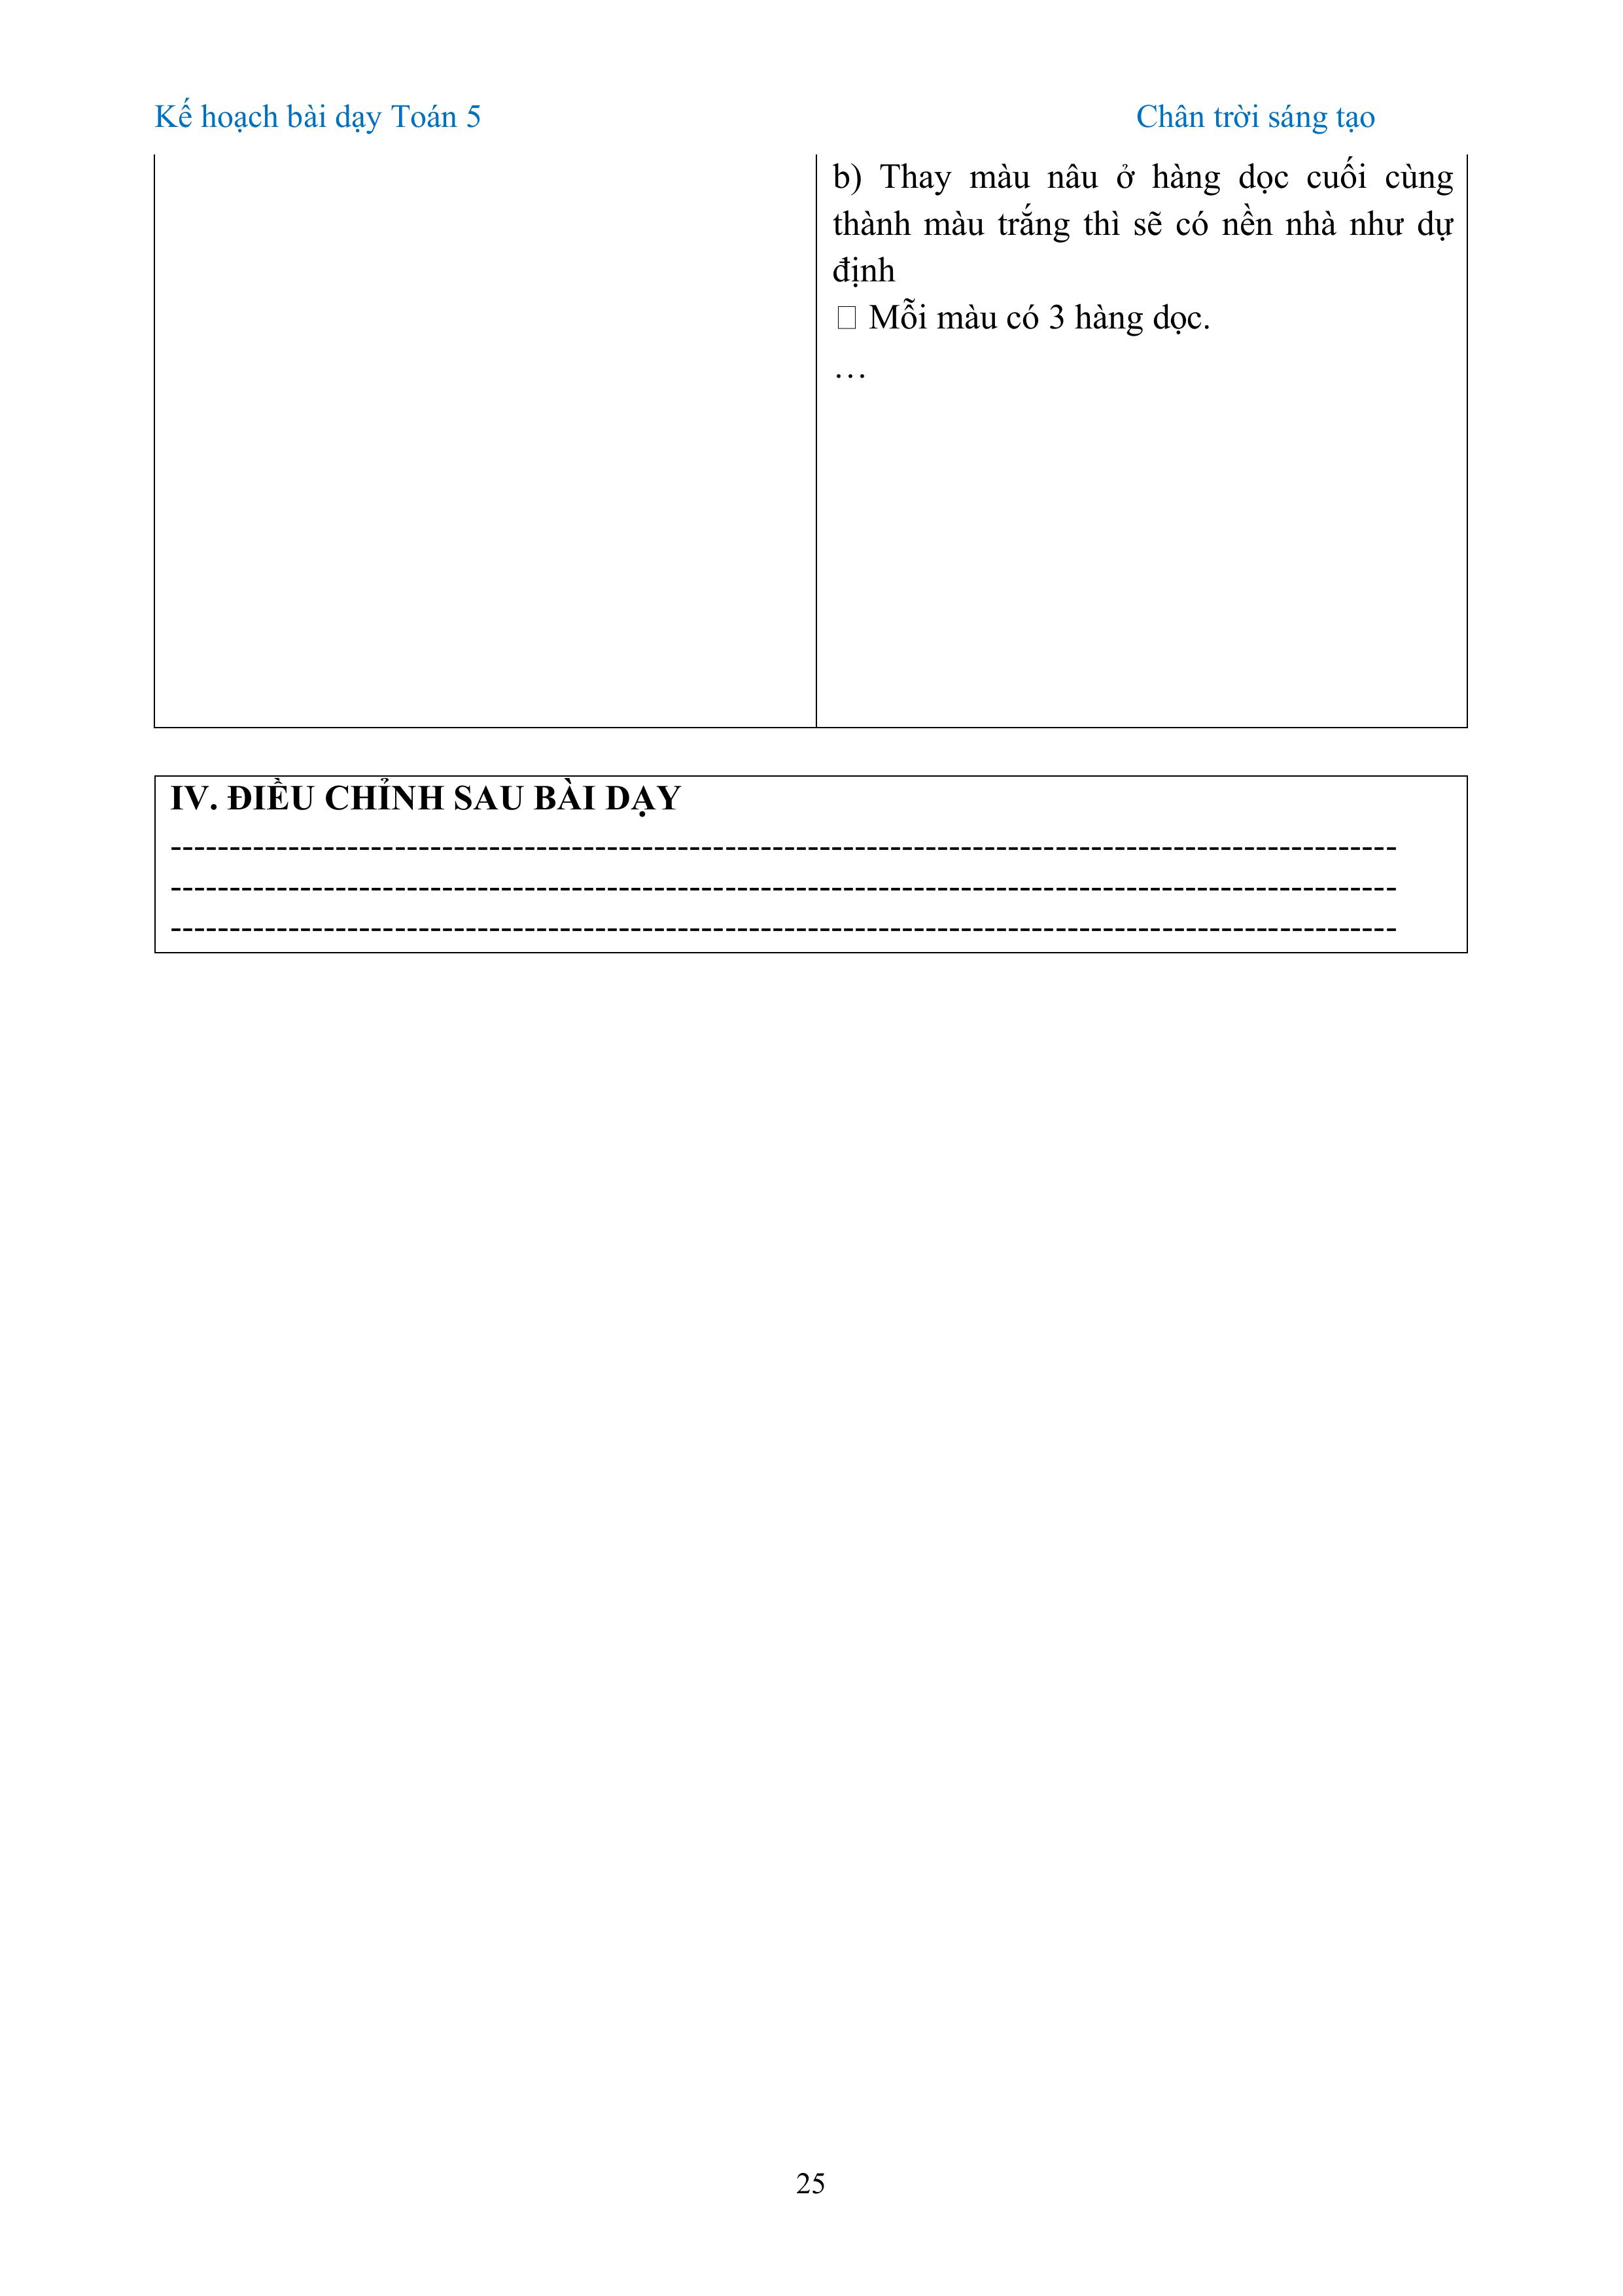 Kế hoạch bài dạy Toán 5 Chân trời sáng tạo
b) Thay màu nâu ở hàng dọc cuối cùng
thành màu trắng thì sẽ có nền nhà như dự
định
□ Mỗi màu có 3 hàng dọc.
…
IV. ĐIỀU CHỈNH SAU BÀI DẠY
--------------------------------------------------------------------------------------------------------
--------------------------------------------------------------------------------------------------------
--------------------------------------------------------------------------------------------------------
25